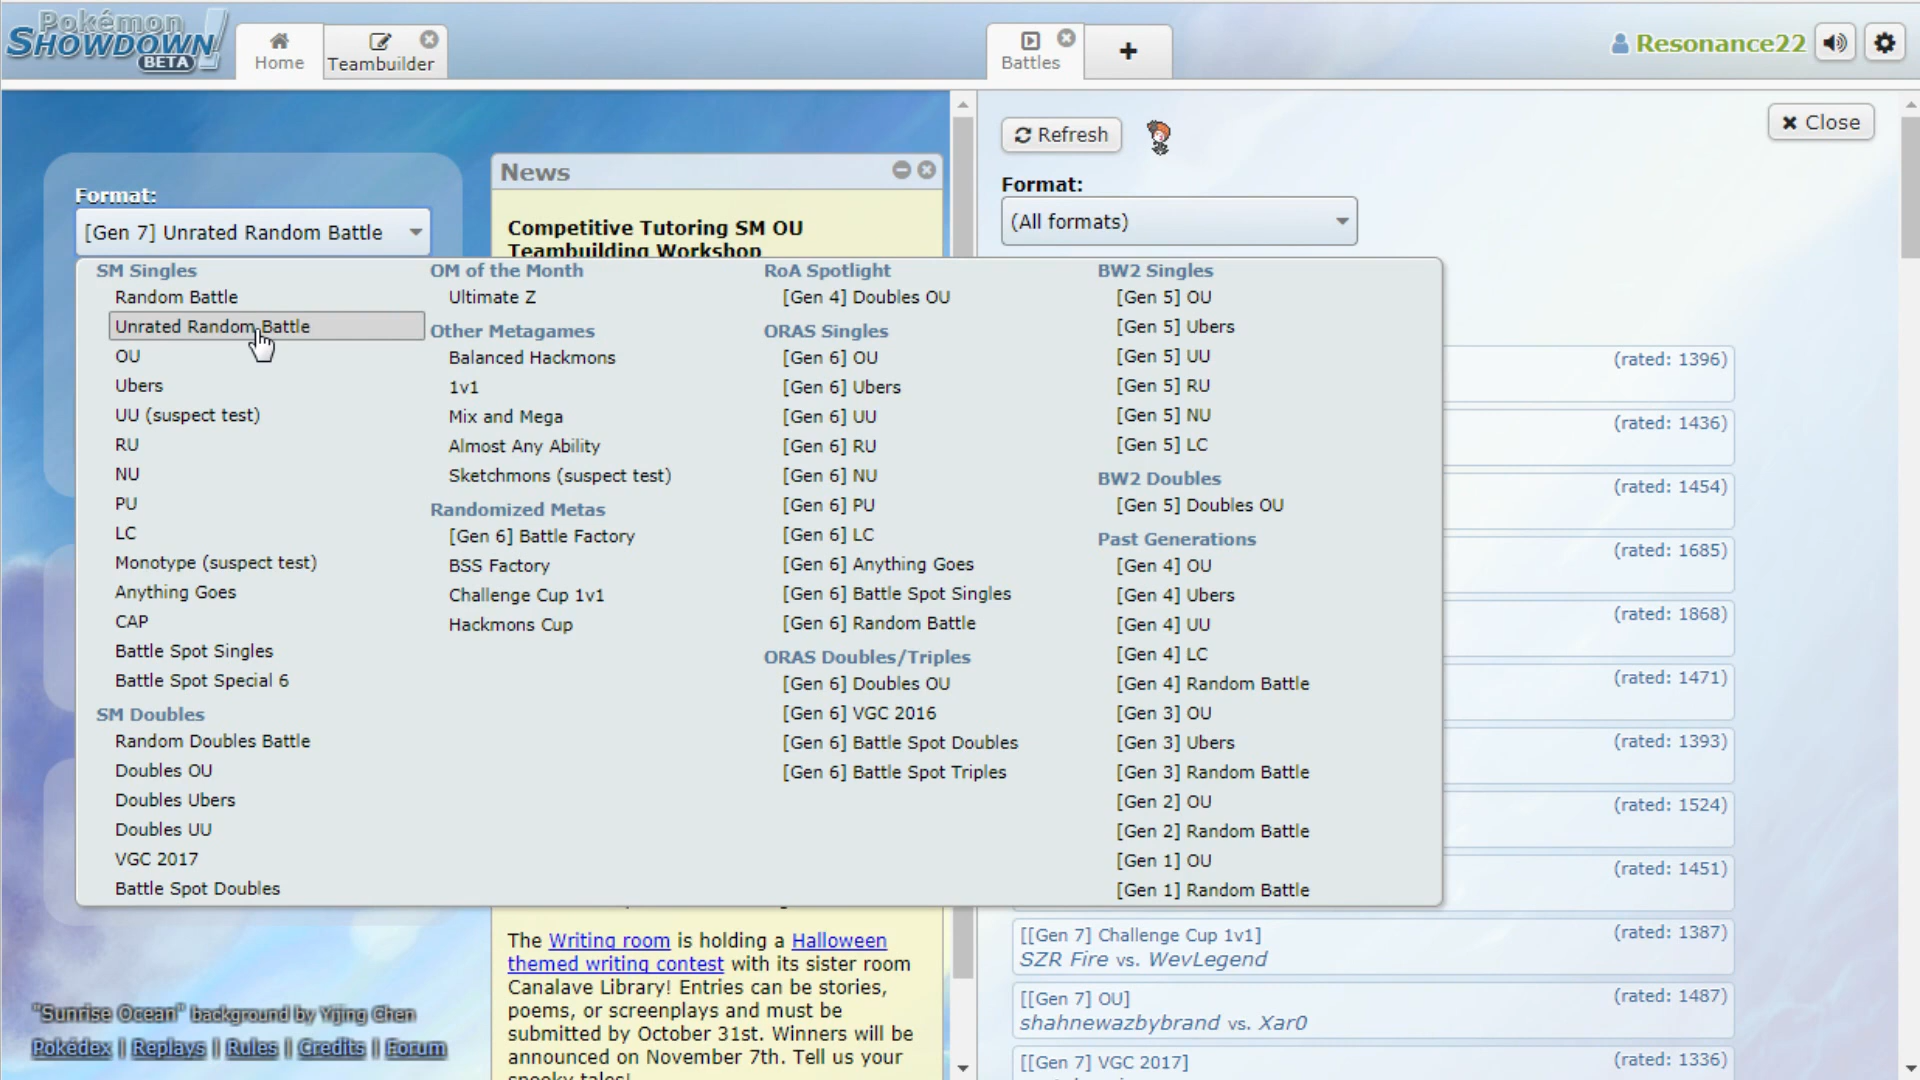 Pokémon
SHOWDOWN!
BETA
Home
Teambuilder
Battles
Resonance22
Format:
[Gen 7] Unrated Random Battle
News
Competitive Tutoring SM OU
Teambuilding Workshop
Refresh
Close
Format:
(All formats)
SM Singles
Random Battle
Unrated Random Battle
OU
Ubers
UU (suspect test)
RU
NU
PU
LC
Monotype (suspect test)
Anything Goes
CAP
Battle Spot Singles
Battle Spot Special 6
SM Doubles
Random Doubles Battle
Doubles OU
Doubles Ubers
Doubles UU
VGC 2017
Battle Spot Doubles
OM of the Month
Ultimate Z
Other Metagames
Balanced Hackmons
1v1
Mix and Mega
Almost Any Ability
Sketchmons (suspect test)
Randomized Metas
[Gen 6] Battle Factory
BSS Factory
Challenge Cup 1v1
Hackmons Cup
RoA Spotlight
[Gen 4] Doubles OU
ORAS Singles
[Gen 6] OU
[Gen 6] Ubers
[Gen 6] UU
[Gen 6] RU
[Gen 6] NU
[Gen 6] PU
[Gen 6] LC
[Gen 6] Anything Goes
[Gen 6] Battle Spot Singles
[Gen 6] Random Battle
ORAS Doubles/Triples
[Gen 6] Doubles OU
[Gen 6] VGC 2016
[Gen 6] Battle Spot Doubles
[Gen 6] Battle Spot Triples
BW2 Singles
[Gen 5] OU
[Gen 5] Ubers
[Gen 5] UU
[Gen 5] RU
[Gen 5] NU
[Gen 5] LC
BW2 Doubles
[Gen 5] Doubles OU
Past Generations
[Gen 4] OU
[Gen 4] Ubers
[Gen 4] UU
[Gen 4] LC
[Gen 4] Random Battle
[Gen 3] OU
[Gen 3] Ubers
[Gen 3] Random Battle
[Gen 2] OU
[Gen 2] Random Battle
[Gen 1] OU
[Gen 1] Random Battle
(rated: 1396)
(rated: 1436)
(rated: 1454)
(rated: 1685)
(rated: 1868)
(rated: 1471)
(rated: 1393)
(rated: 1524)
(rated: 1451)
[[Gen 7] Challenge Cup 1v1] (rated: 1387)
SZR Fire vs. WevLegend
[[Gen 7] OU] (rated: 1487)
shahnewazbybrand vs. Xar0
[[Gen 7] VGC 2017] (rated: 1336)
The Writing room is holding a Halloween
themed writing contest with its sister room
Canalave Library! Entries can be stories,
poems, or screenplays and must be
submitted by October 31st. Winners will be
announced on November 7th. Tell us your
spooky tales!
"Sunrise Ocean" background by Yijing Chen
Pokédex | Replays | Rules | Credits | Forum